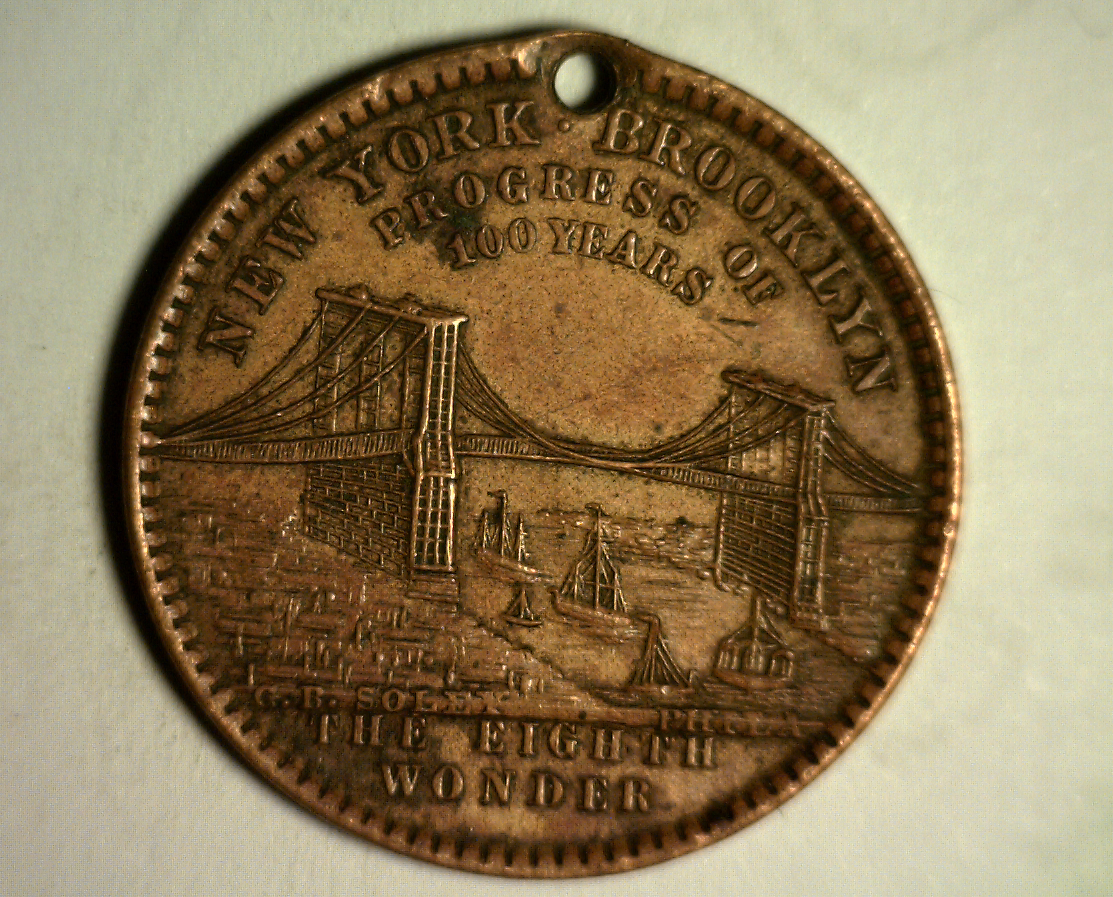 NEW YORK · BROOKLYN
PROGRESS OF
100 YEARS
G.B. SOLEY PHILA
THE EIGHTH
WONDER